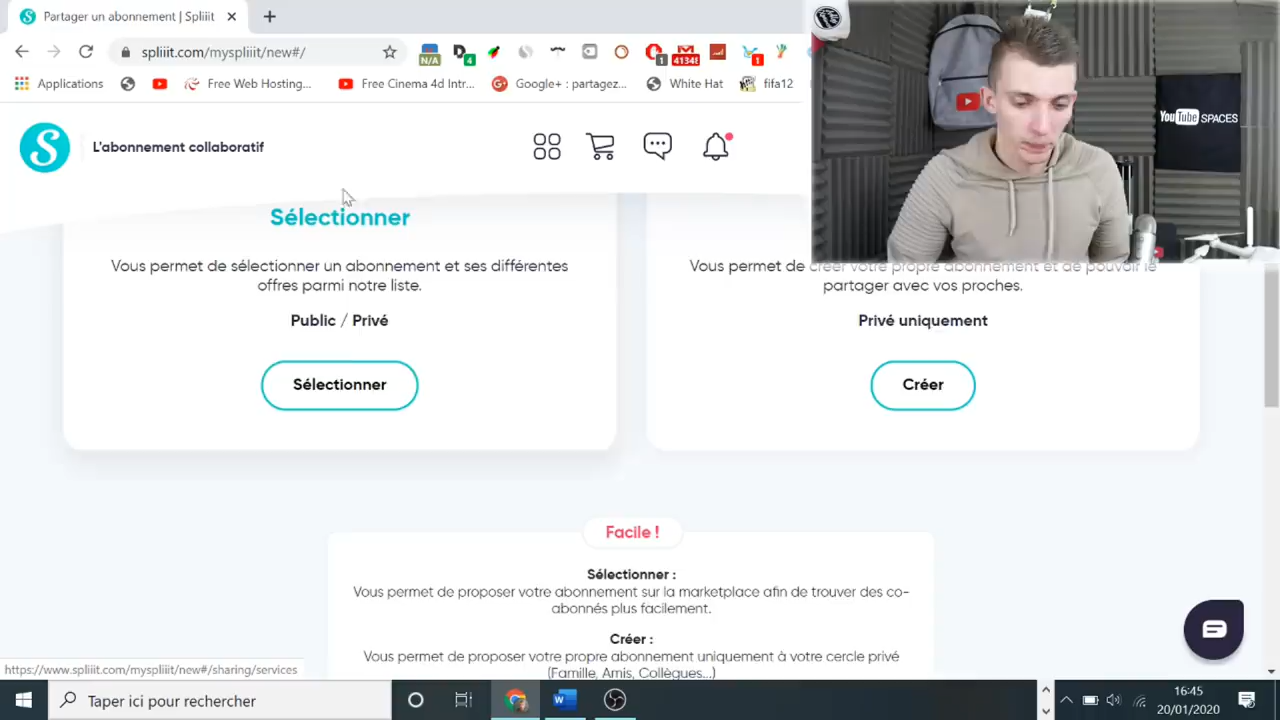 Partager un abonnement | Spliiit
spliiit.com/myspliiit/new#/
N/A
4
1
41348
1
Applications
Free Web Hosting...
Free Cinema 4d Intr...
Google+ : partagez...
White Hat
fifa12
YouTube SPACES
S
L'abonnement collaboratif
Sélectionner
Vous permet de sélectionner un abonnement et ses différentes
offres parmi notre liste.
Public / Privé
Sélectionner
Vous permet de créer votre propre abonnement et de pouvoir le
partager avec vos proches.
Privé uniquement
Créer
Facile !
Sélectionner :
Vous permet de proposer votre abonnement sur la marketplace afin de trouver des co-
abonnés plus facilement.
Créer :
Vous permet de proposer votre propre abonnement uniquement à votre cercle privé
(Famille, Amis, Collègues...)
https://www.spliiit.com/myspliiit/new#/sharing/services
Taper ici pour rechercher
16:45
20/01/2020